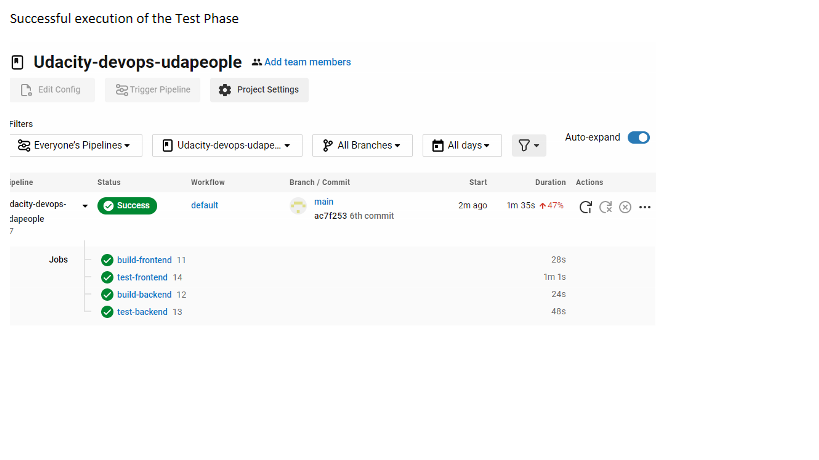 Successful execution of the Test Phase
Udacity-devops-udapeople Add team members
Edit Config Trigger Pipeline Project Settings
Filters
Everyone's Pipelines Udacity-devops-udape... All Branches All days Auto-expand
ipeline Status Workflow Branch / Commit Start Duration Actions
dacity-devops- Success default main 2m ago 1m 35s 47%
dapeople ac7f253 6th commit
7
Jobs build-frontend 11 28s
test-frontend 14 1m 1s
build-backend 12 24s
test-backend 13 48s